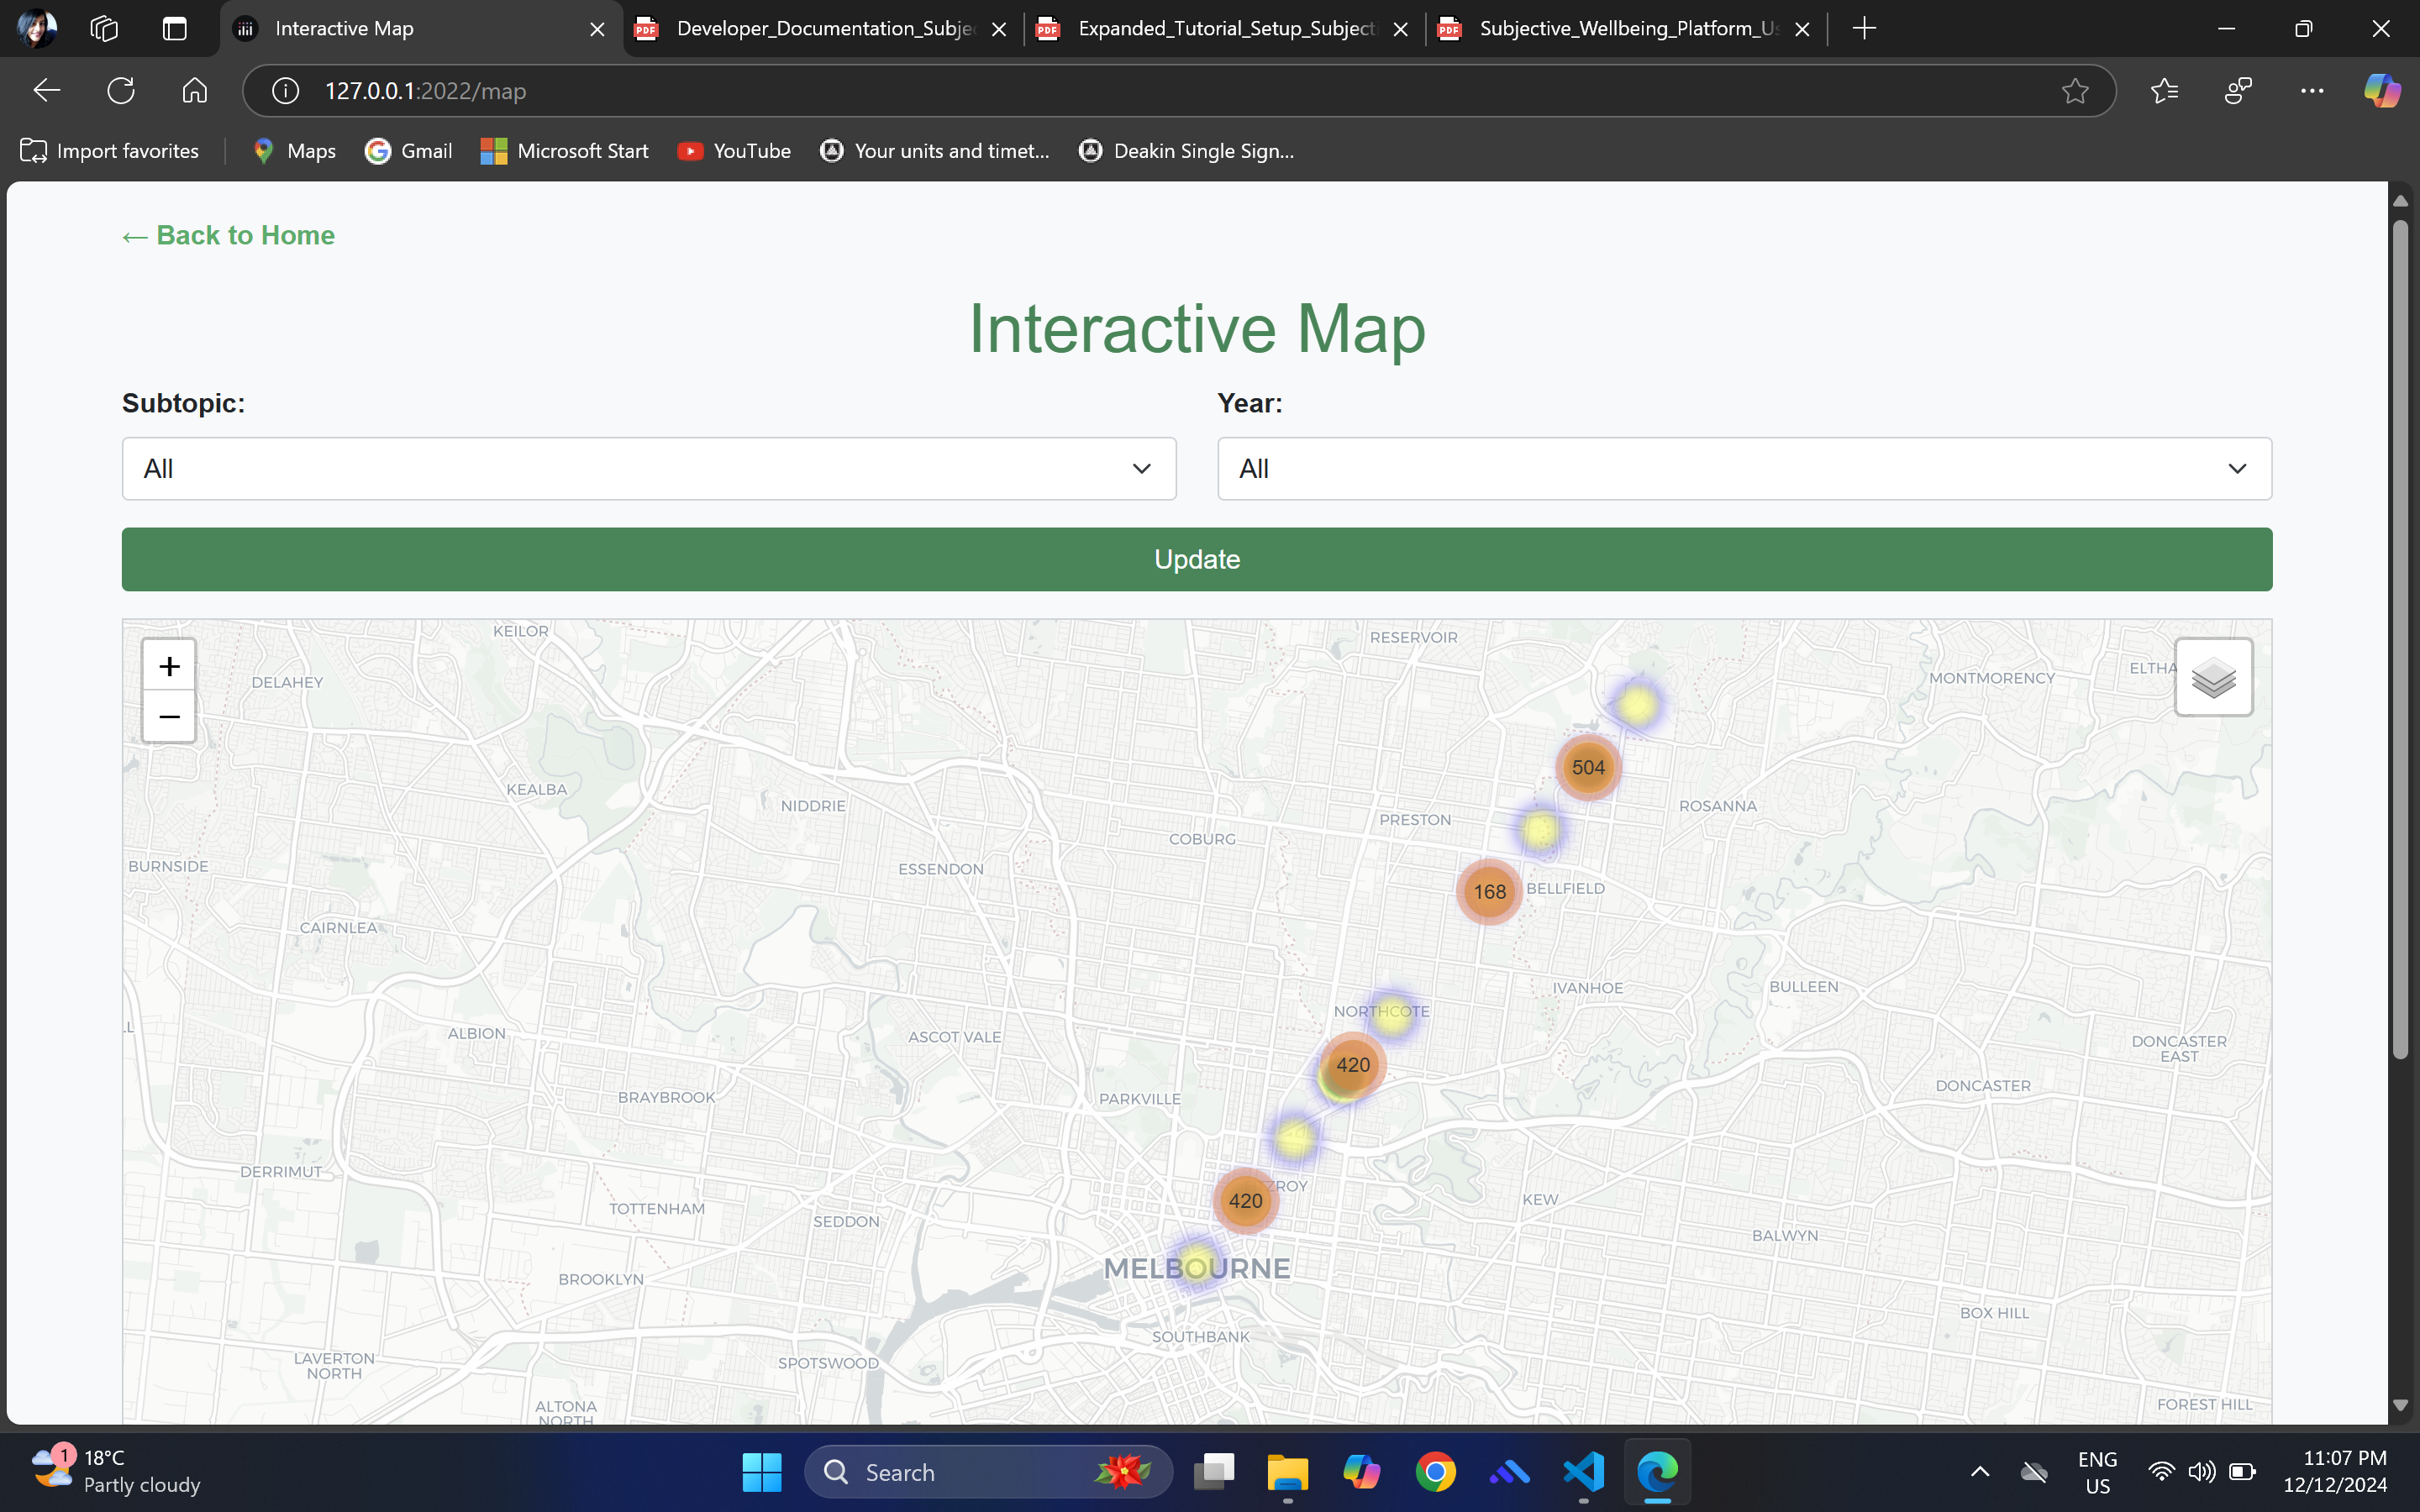 Interactive Map
Developer_Documentation_Subje
Expanded_Tutorial_Setup_Subject
Subjective_Wellbeing_Platform_Us
127.0.0.1:2022/map
Import favorites
Maps
Gmail
Microsoft Start
YouTube
Your units and timet...
Deakin Single Sign...
← Back to Home
Interactive Map
Subtopic:
Year:
All
All
Update
+
−
KEILOR
RESERVOIR
DELAHEY
MONTMORENCY
ELTHA
504
KEALBA
NIDDRIE
ROSANNA
PRESTON
COBURG
BURNSIDE
ESSENDON
168
BELLFIELD
CAIRNLEA
IVANHOE
BULLEEN
NORTHCOTE
ALBION
ASCOT VALE
DONCASTER
EAST
420
DONCASTER
BRAYBROOK
PARKVILLE
DERRIMUT
ZROY
420
KEW
TOTTENHAM
SEDDON
BALWYN
MELBOURNE
BROOKLYN
BOX HILL
SOUTHBANK
LAVERTON
NORTH
SPOTSWOOD
ALTONA
NORTH
FOREST HILL
1
18°C
Partly cloudy
Search
ENG
US
11:07 PM
12/12/2024